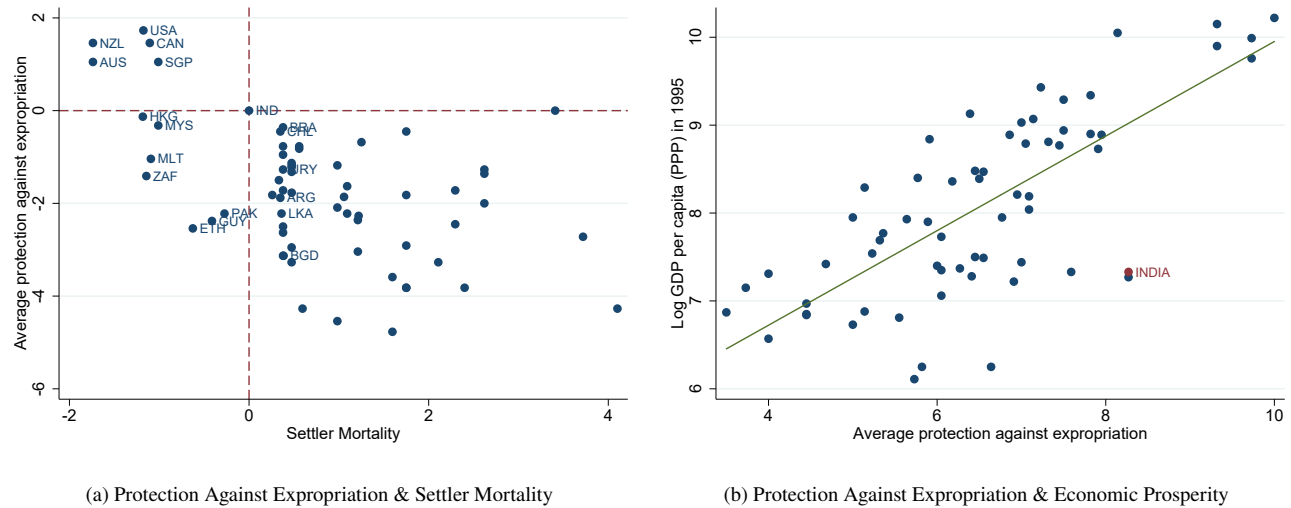 Average protection against expropriation
2
0
-2
-4
-6
USA
NZL
CAN
AUS
SGP
IND
HKG
MYS
BRA
CHL
MLT
ZAF
URY
ARG
PAK
LKA
GUY
ETH
BGD
-2
0
2
4
Settler Mortality
(a) Protection Against Expropriation & Settler Mortality
Log GDP per capita (PPP) in 1995
10
9
8
7
6
INDIA
4
6
8
10
Average protection against expropriation
(b) Protection Against Expropriation & Economic Prosperity